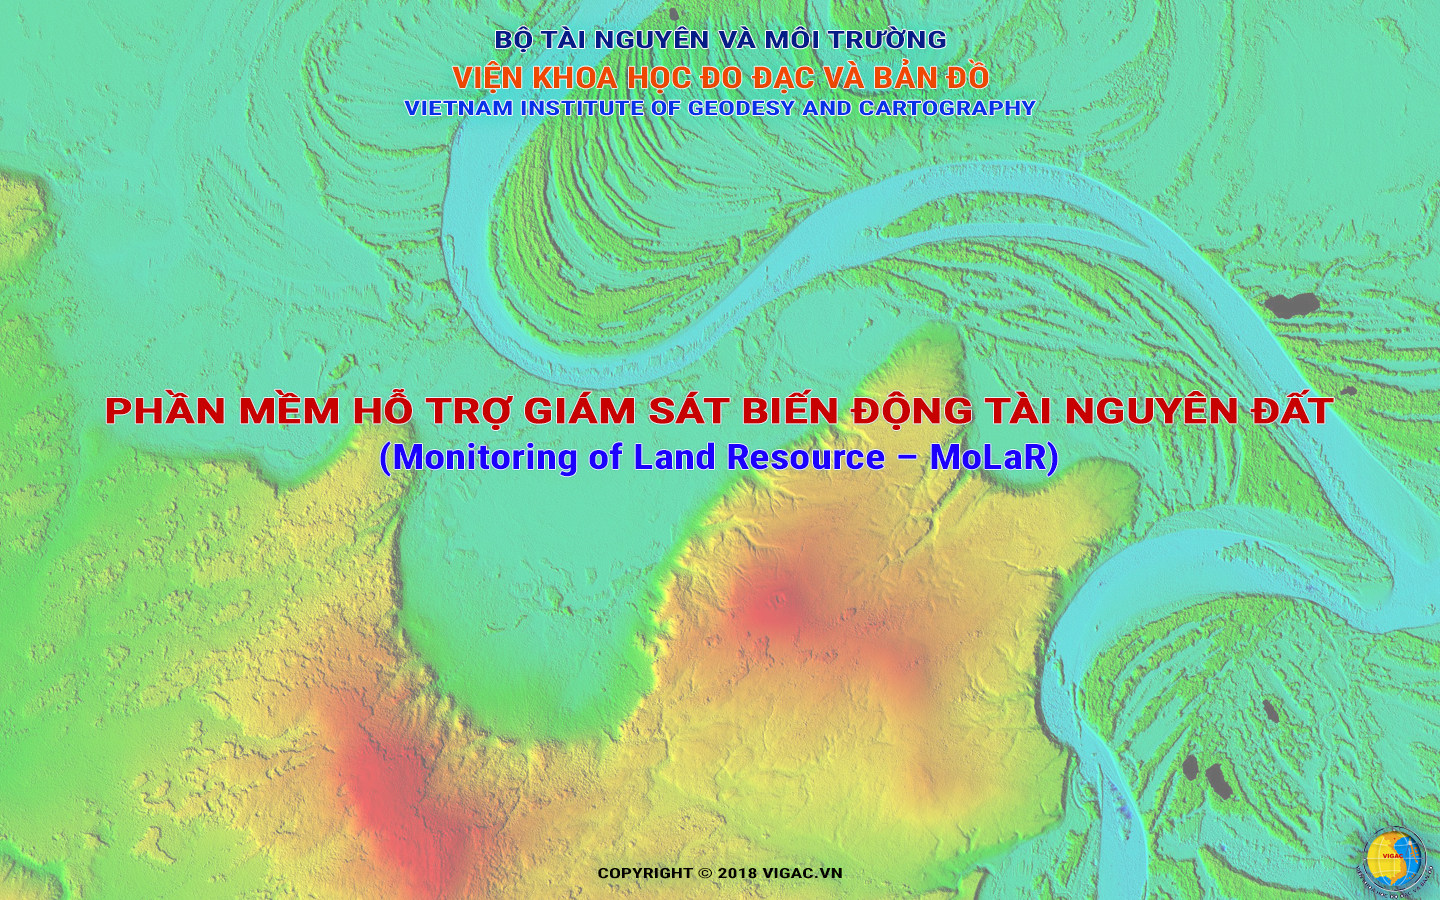 BỘ TÀI NGUYÊN VÀ MÔI TRƯỜNG
VIỆN KHOA HỌC ĐO ĐẠC VÀ BẢN ĐỒ
VIETNAM INSTITUTE OF GEODESY AND CARTOGRAPHY
PHẦN MỀM HỖ TRỢ GIÁM SÁT BIẾN ĐỘNG TÀI NGUYÊN ĐẤT
(Monitoring of Land Resource – MoLaR)
COPYRIGHT © 2018 VIGAC.VN
VIGAC